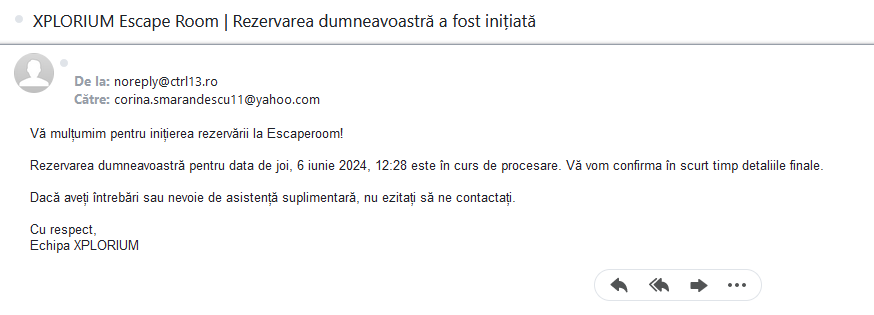 XPLORIUM Escape Room | Rezervarea dumneavoastră a fost inițiată
De la: noreply@ctrl13.ro
Către: corina.smarandescu11@yahoo.com
Vă mulțumim pentru inițierea rezervării la Escaperoom!
Rezervarea dumneavoastră pentru data de joi, 6 iunie 2024, 12:28 este în curs de procesare. Vă vom confirma în scurt timp detaliile finale.
Dacă aveți întrebări sau nevoie de asistență suplimentară, nu ezitați să ne contactați.
Cu respect,
Echipa XPLORIUM